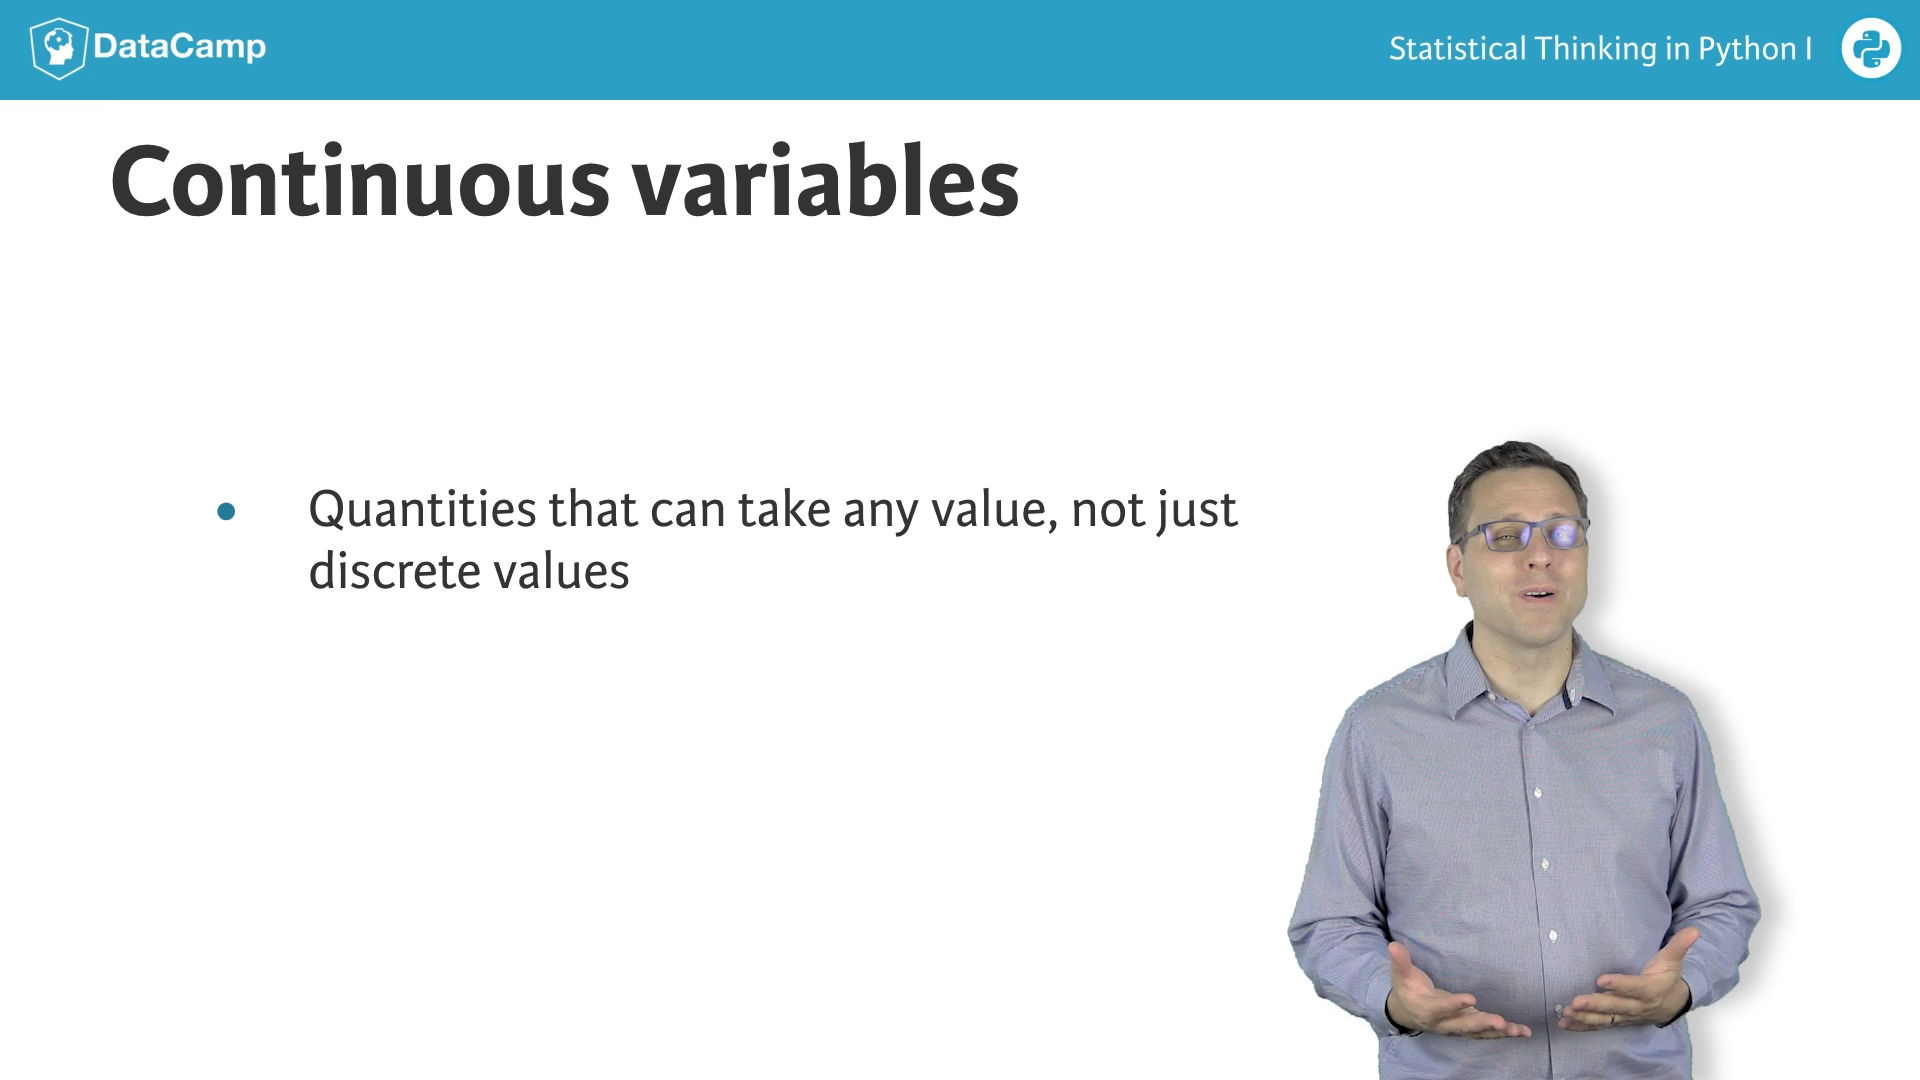 DataCamp
Statistical Thinking in Python I
Continuous variables
• Quantities that can take any value, not just
discrete values